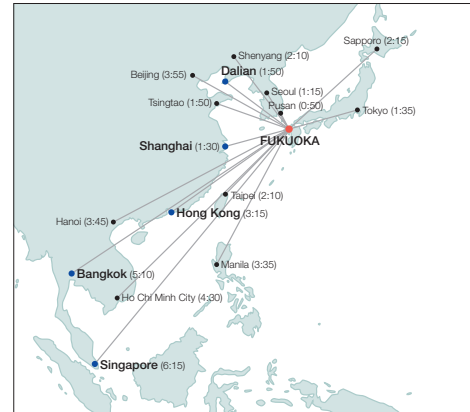 Sapporo (2:15)
Shenyang (2:10)
Dalian (1:50)
Beijing (3:55)
Seoul (1:15)
Tsingtao (1:50)
Pusan (0:50)
Tokyo (1:35)
FUKUOKA
Shanghai (1:30)
Taipei (2:10)
Hong Kong (3:15)
Hanoi (3:45)
Manila (3:35)
Bangkok (5:10)
Ho Chi Minh City (4:30)
Singapore (6:15)